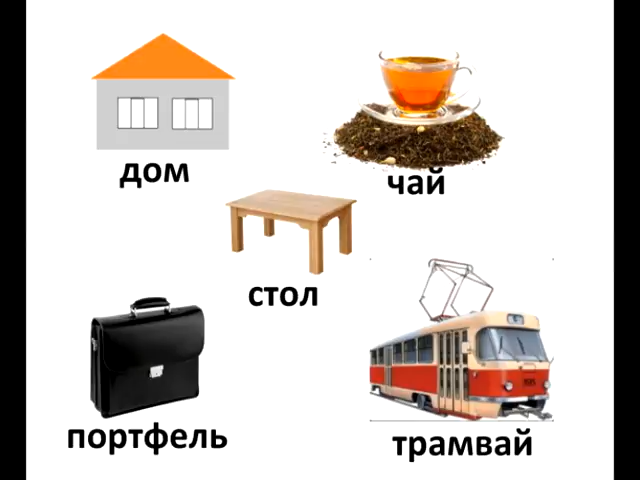 дом
чай
стол
портфель
трамвай